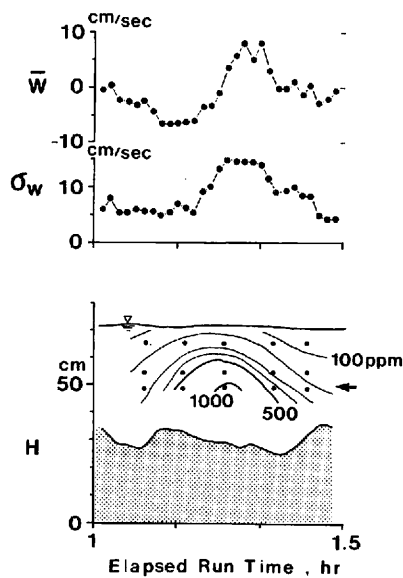 cm/sec
10
W̄
0
-10
cm/sec
σw
10
0
cm
50
100ppm
1000
500
H
0
1
1.5
Elapsed Run Time , hr